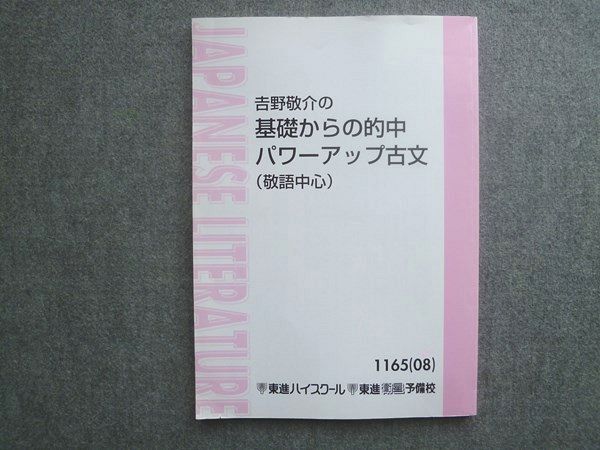 JAPANESE LITERATURE
吉野敬介の
基礎からの的中
パワーアップ古文
(敬語中心)
1165(08)
東進ハイスクール 東進衛星予備校